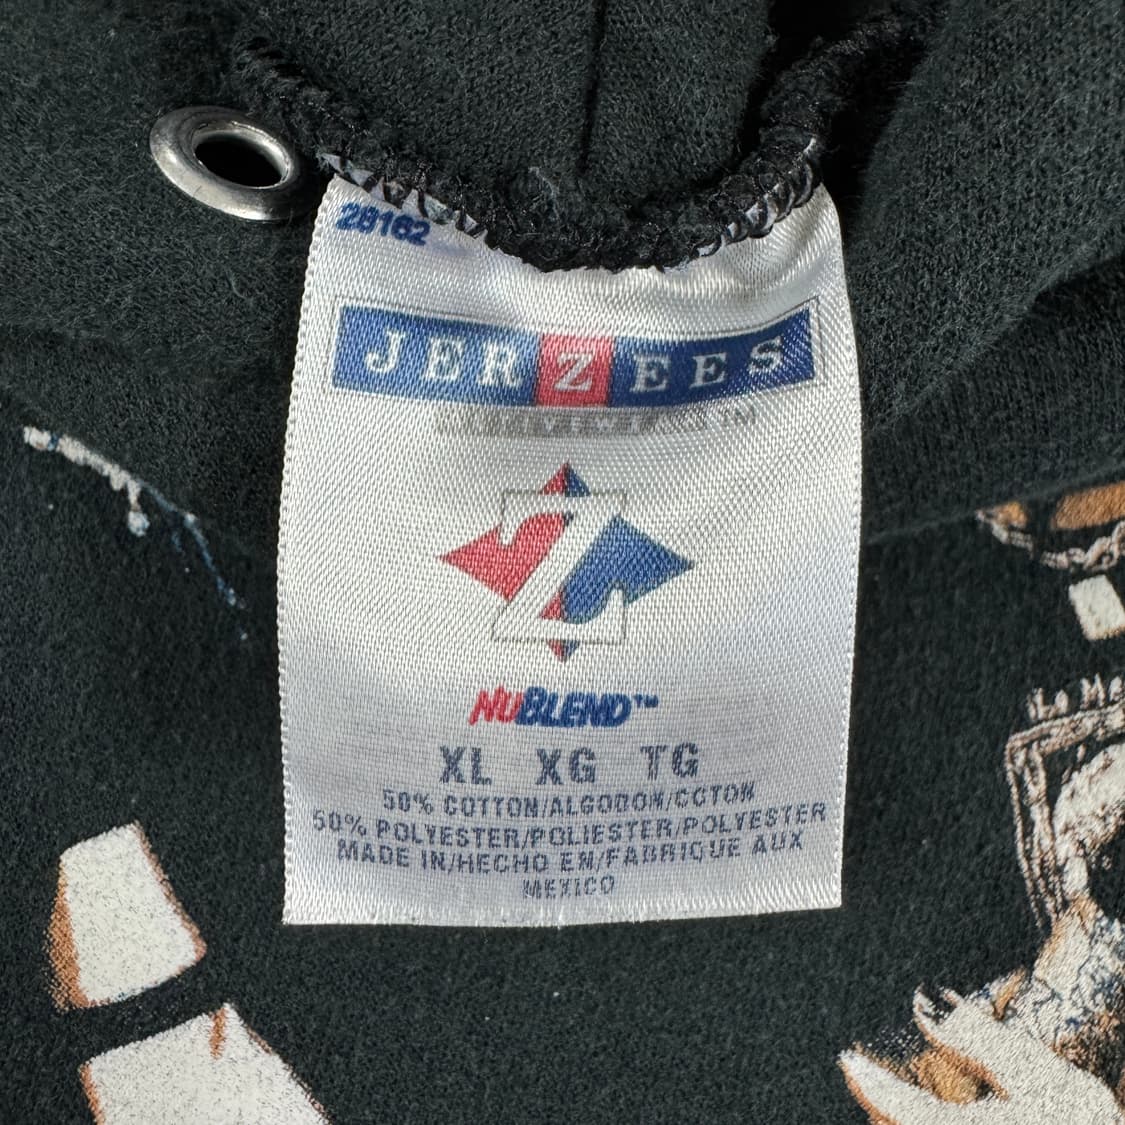 28162
JERZEES
NUBLEND™
XL XG TG
50% COTTON/ALGODON/COTON
50% POLYESTER/POLIESTER/POLYESTER
MADE IN/HECHO EN/FABRIQUE AUX
MEXICO